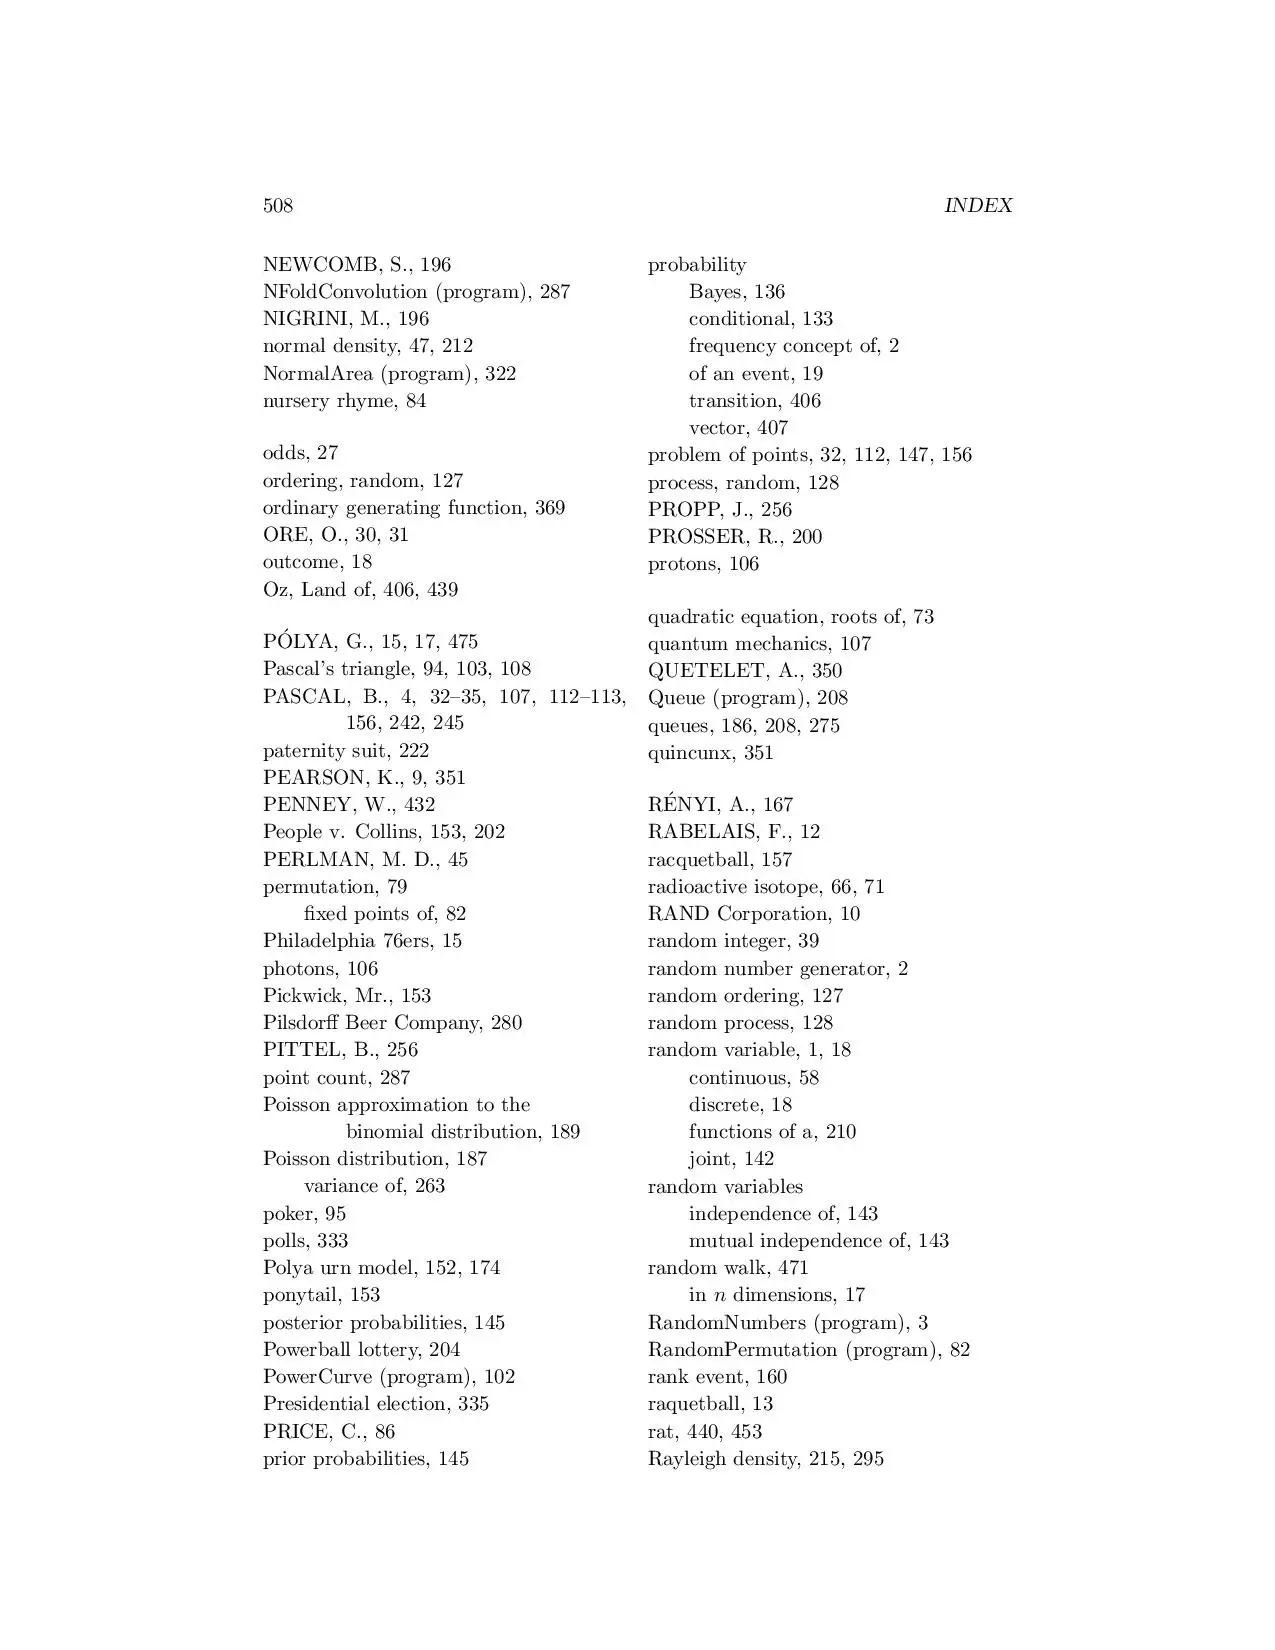 508
INDEX
NEWCOMB, S., 196
NFoldConvolution (program), 287
NIGRINI, M., 196
normal density, 47, 212
NormalArea (program), 322
nursery rhyme, 84
odds, 27
ordering, random, 127
ordinary generating function, 369
ORE, O., 30, 31
outcome, 18
Oz, Land of, 406, 439
PÓLYA, G., 15, 17, 475
Pascal's triangle, 94, 103, 108
PASCAL, B., 4, 32–35, 107, 112–113,
156, 242, 245
paternity suit, 222
PEARSON, K., 9, 351
PENNEY, W., 432
People v. Collins, 153, 202
PERLMAN, M. D., 45
permutation, 79
fixed points of, 82
Philadelphia 76ers, 15
photons, 106
Pickwick, Mr., 153
Pilsdorff Beer Company, 280
PITTEL, B., 256
point count, 287
Poisson approximation to the
binomial distribution, 189
Poisson distribution, 187
variance of, 263
poker, 95
polls, 333
Polya urn model, 152, 174
ponytail, 153
posterior probabilities, 145
Powerball lottery, 204
PowerCurve (program), 102
Presidential election, 335
PRICE, C., 86
prior probabilities, 145
probability
Bayes, 136
conditional, 133
frequency concept of, 2
of an event, 19
transition, 406
vector, 407
problem of points, 32, 112, 147, 156
process, random, 128
PROPP, J., 256
PROSSER, R., 200
protons, 106
quadratic equation, roots of, 73
quantum mechanics, 107
QUETELET, A., 350
Queue (program), 208
queues, 186, 208, 275
quincunx, 351
RÉNYI, A., 167
RABELAIS, F., 12
racquetball, 157
radioactive isotope, 66, 71
RAND Corporation, 10
random integer, 39
random number generator, 2
random ordering, 127
random process, 128
random variable, 1, 18
continuous, 58
discrete, 18
functions of a, 210
joint, 142
random variables
independence of, 143
mutual independence of, 143
random walk, 471
in n dimensions, 17
RandomNumbers (program), 3
RandomPermutation (program), 82
rank event, 160
raquetball, 13
rat, 440, 453
Rayleigh density, 215, 295